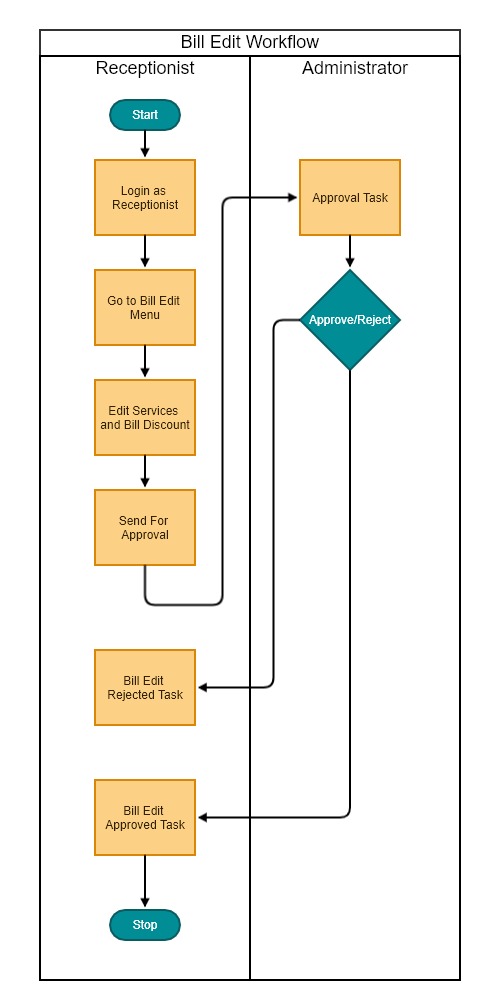 Bill Edit Workflow
Receptionist
Administrator
Start
Login as
Receptionist
Go to Bill Edit
Menu
Edit Services
and Bill Discount
Send For
Approval
Approval Task
Approve/Reject
Bill Edit
Rejected Task
Bill Edit
Approved Task
Stop